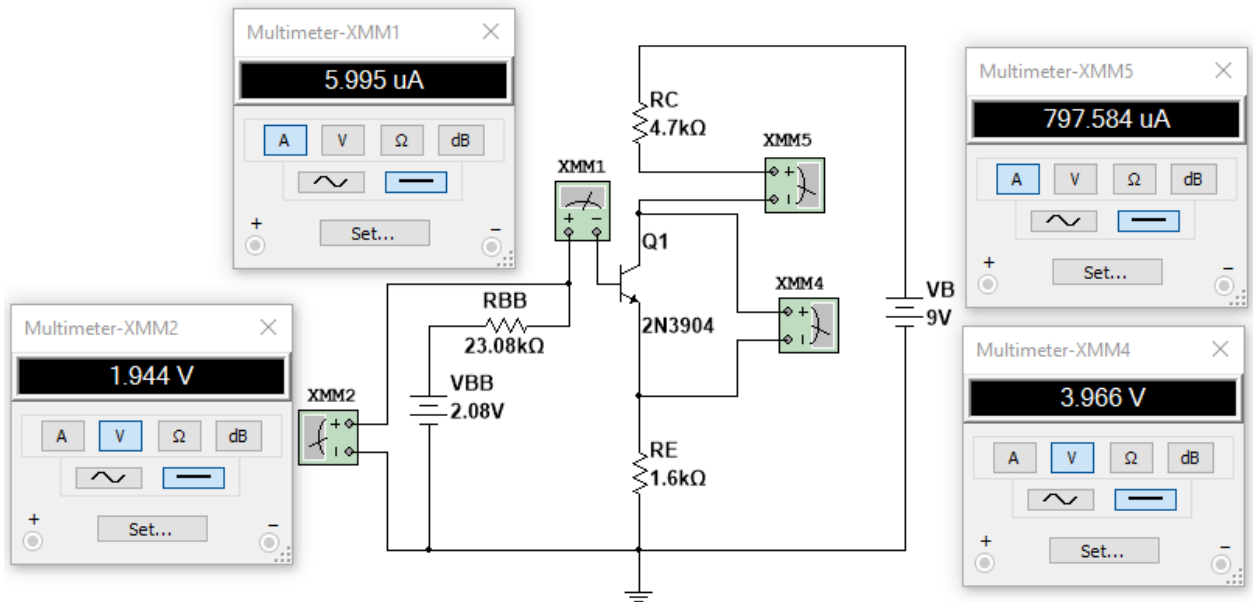 Multimeter-XMM1
5.995 uA
A V Ω dB
+ Set... −
Multimeter-XMM2
1.944 V
A V Ω dB
+ Set... −
XMM2
+
RBB
23.08kΩ
VBB
2.08V
XMM1
+ −
RC
4.7kΩ
XMM5
+
Q1
2N3904
XMM4
+
RE
1.6kΩ
VB
9V
Multimeter-XMM5
797.584 uA
A V Ω dB
+ Set... −
Multimeter-XMM4
3.966 V
A V Ω dB
+ Set... −